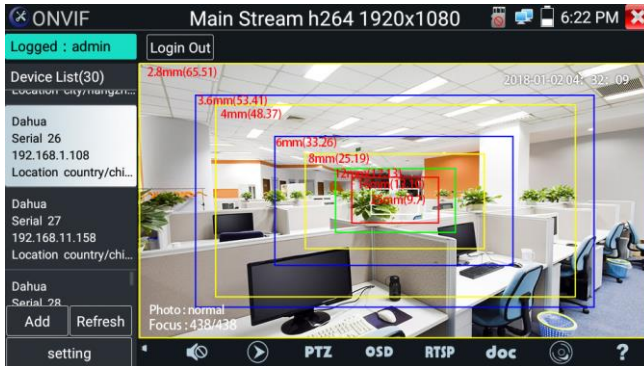 ONVIF
Main Stream h264 1920x1080
6:22 PM
Logged : admin
Login Out
Device List(30)
Dahua
Serial 26
192.168.1.108
Location country/chi...
Dahua
Serial 27
192.168.11.158
Location country/chi...
Dahua
Serial 28
Add
Refresh
setting
2.8mm(65.51)
2018-01-02 04: 32: 09
3.6mm(53.41)
4mm(48.37)
6mm(33.26)
8mm(25.19)
Photo : normal
Focus : 438/438
PTZ
OSD
RTSP
doc
?